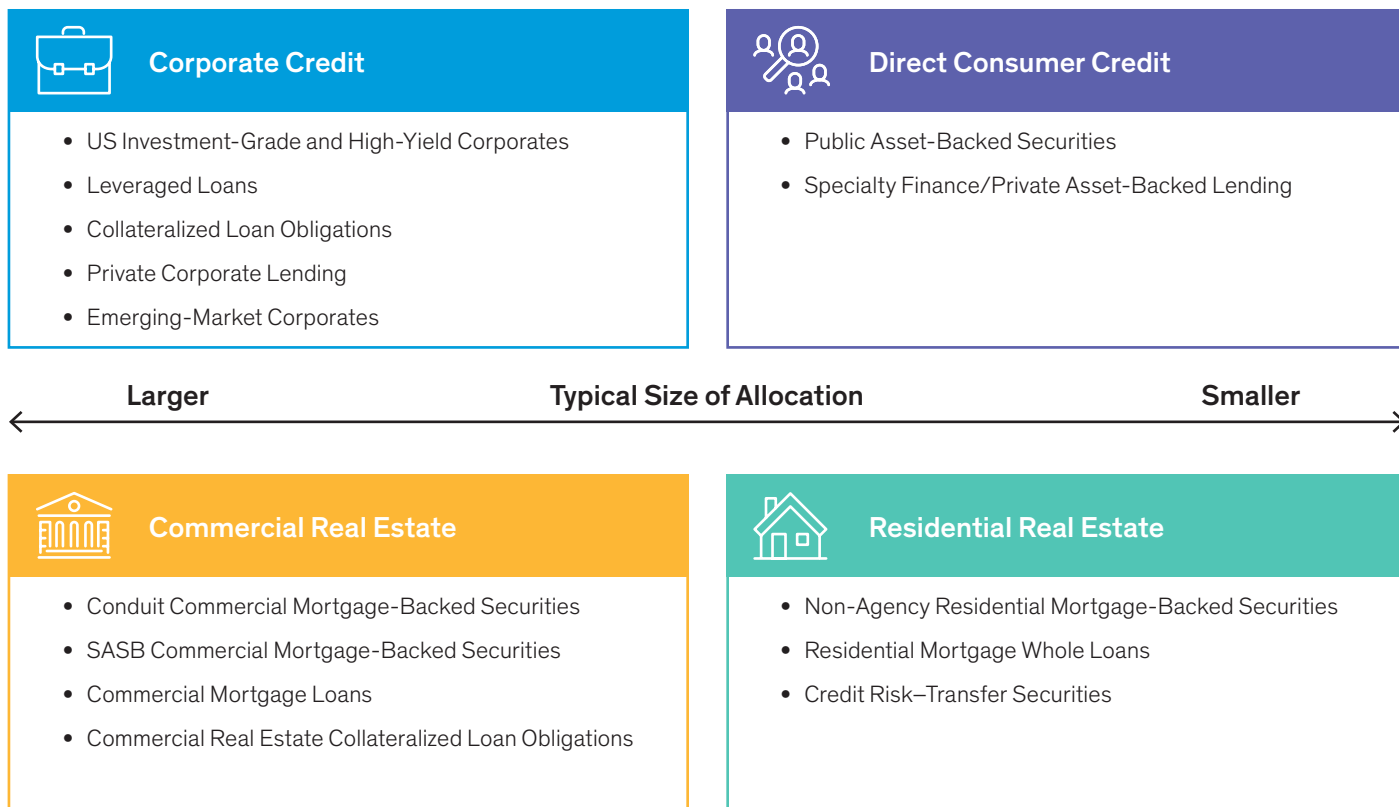 Corporate Credit
• US Investment-Grade and High-Yield Corporates
• Leveraged Loans
• Collateralized Loan Obligations
• Private Corporate Lending
• Emerging-Market Corporates
Direct Consumer Credit
• Public Asset-Backed Securities
• Specialty Finance/Private Asset-Backed Lending
Larger Typical Size of Allocation Smaller
Commercial Real Estate
• Conduit Commercial Mortgage-Backed Securities
• SASB Commercial Mortgage-Backed Securities
• Commercial Mortgage Loans
• Commercial Real Estate Collateralized Loan Obligations
Residential Real Estate
• Non-Agency Residential Mortgage-Backed Securities
• Residential Mortgage Whole Loans
• Credit Risk–Transfer Securities